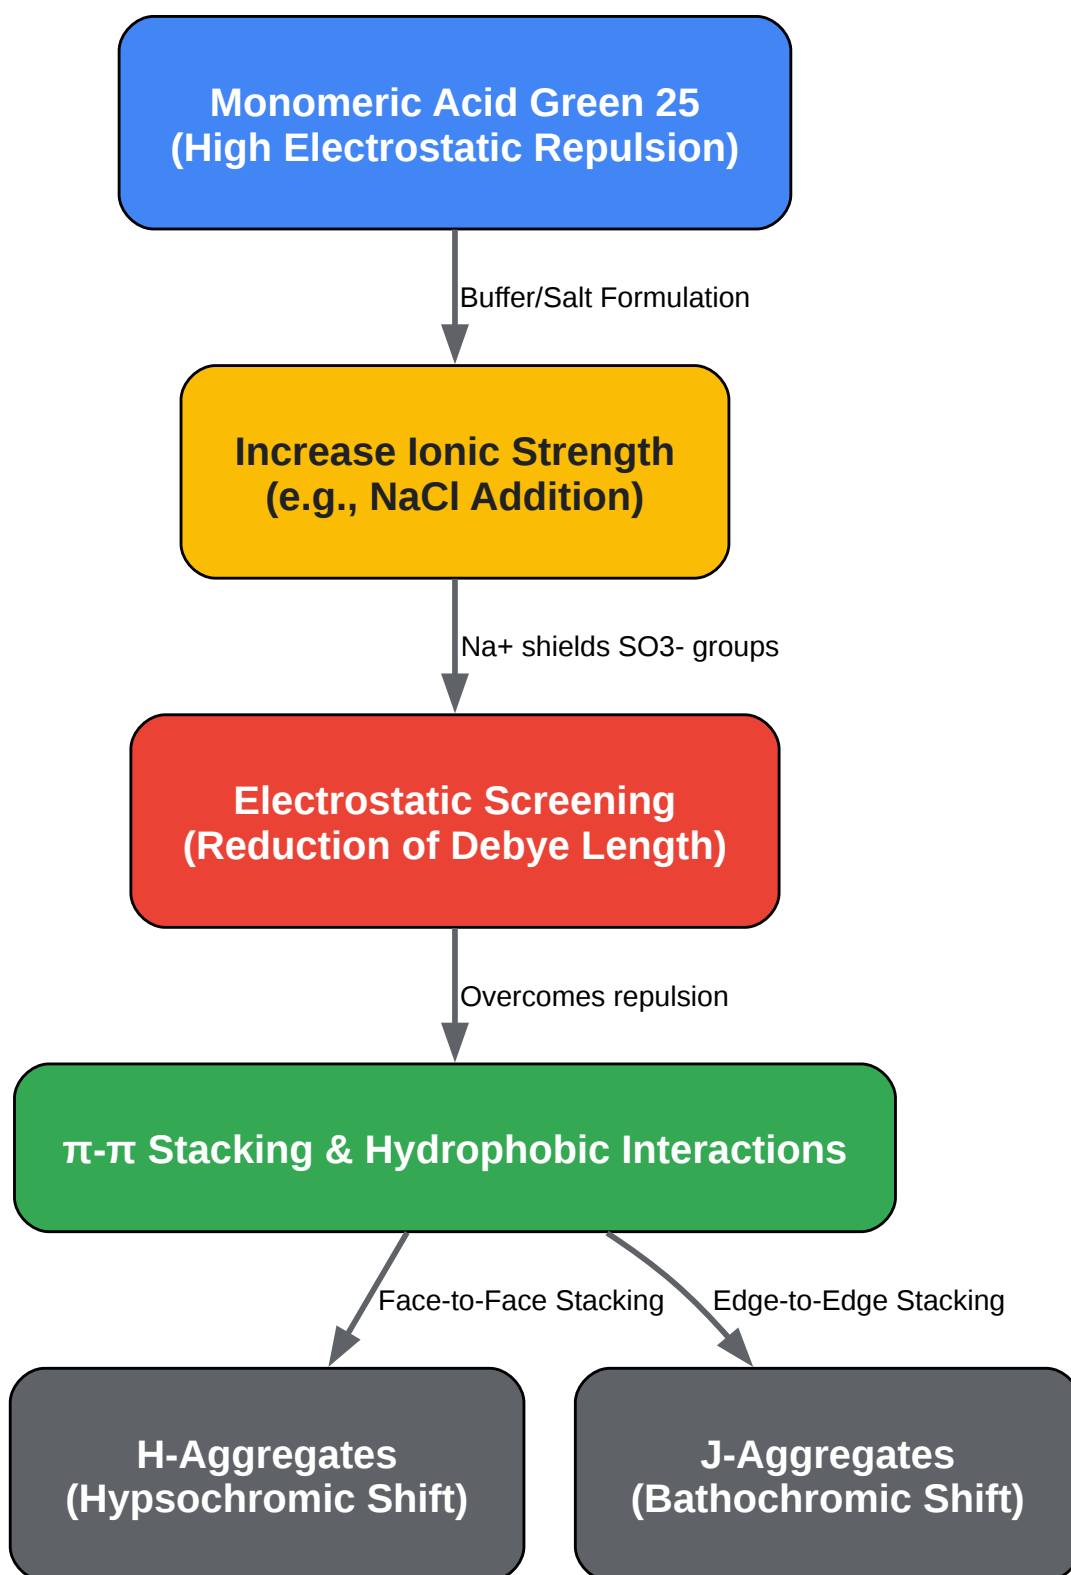 Monomeric Acid Green 25
(High Electrostatic Repulsion)
Buffer/Salt Formulation
Increase Ionic Strength
(e.g., NaCl Addition)
Na+ shields SO3- groups
Electrostatic Screening
(Reduction of Debye Length)
Overcomes repulsion
π-π Stacking & Hydrophobic Interactions
Face-to-Face Stacking
Edge-to-Edge Stacking
H-Aggregates
(Hypsochromic Shift)
J-Aggregates
(Bathochromic Shift)